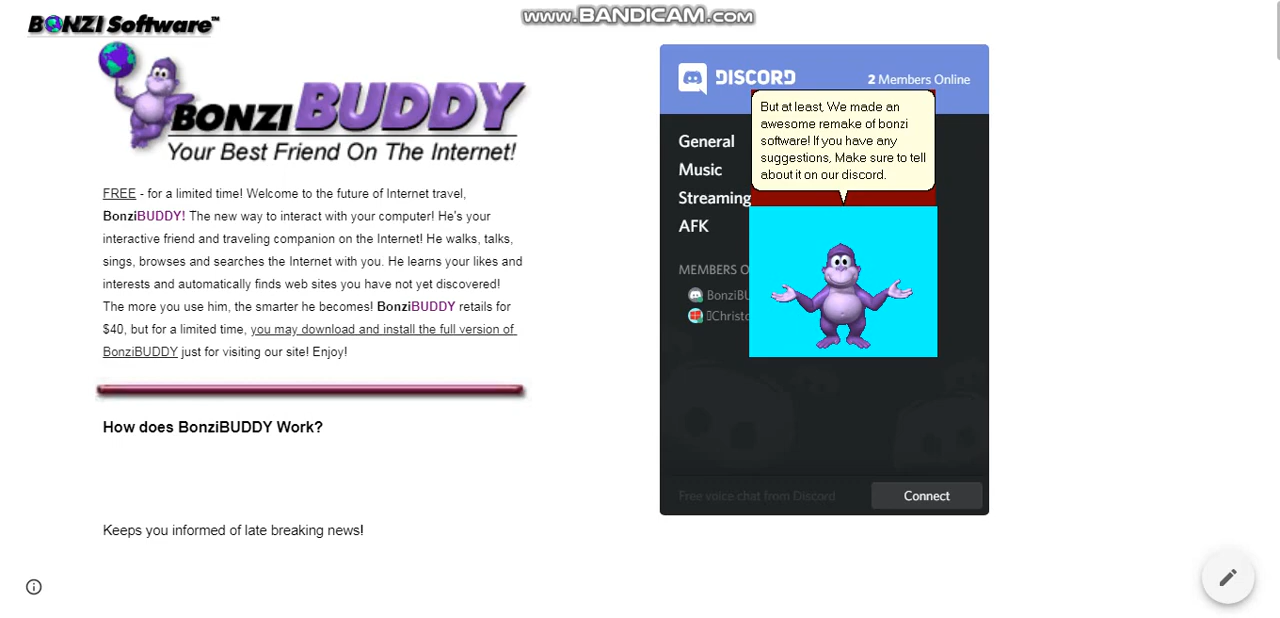 www.BANDICAM.com
BONZI Software™
BONZIBUDDY
Your Best Friend On The Internet!
FREE - for a limited time! Welcome to the future of Internet travel,
BonziBUDDY! The new way to interact with your computer! He's your
interactive friend and traveling companion on the Internet! He walks, talks,
sings, browses and searches the Internet with you. He learns your likes and
interests and automatically finds web sites you have not yet discovered!
The more you use him, the smarter he becomes! BonziBUDDY retails for
$40, but for a limited time, you may download and install the full version of
BonziBUDDY just for visiting our site! Enjoy!
How does BonziBUDDY Work?
Keeps you informed of late breaking news!
DISCORD
2 Members Online
But at least, We made an
awesome remake of bonzi
software! If you have any
suggestions, Make sure to tell
about it on our discord.
General
Music
Streaming
AFK
MEMBERS O
BonziBU
Christo
Free voice chat from Discord
Connect